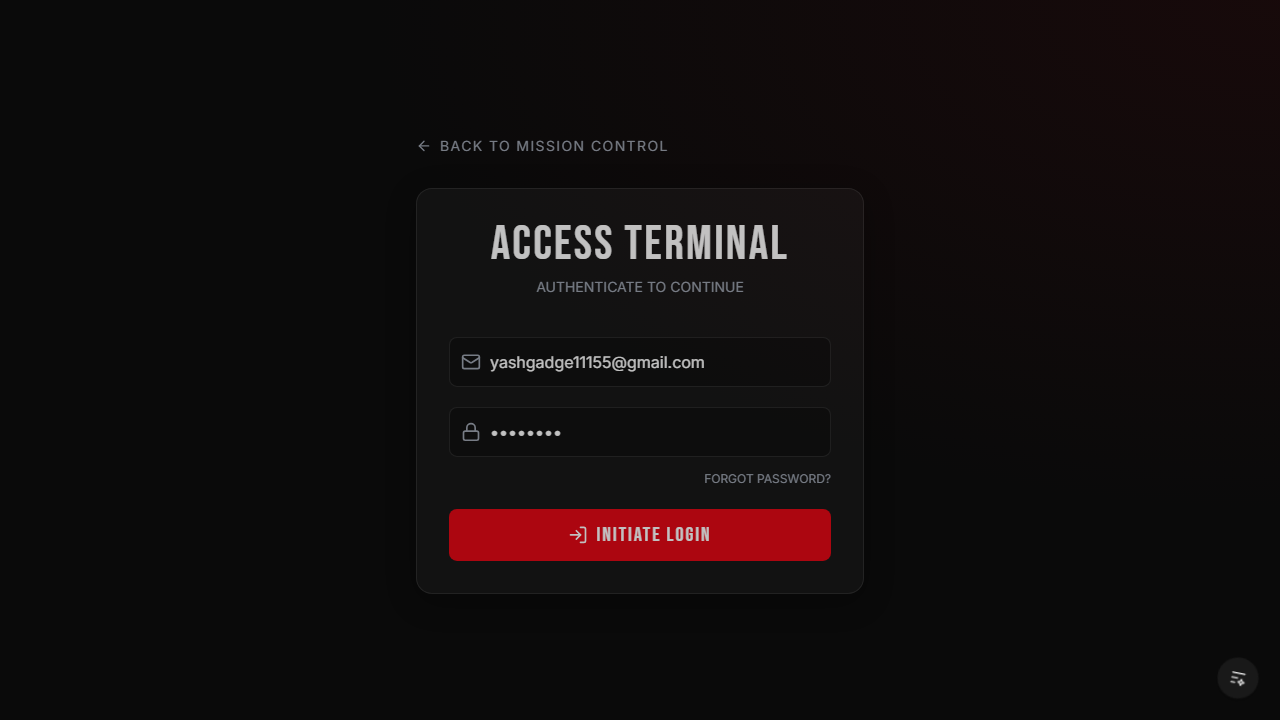 BACK TO MISSION CONTROL
ACCESS TERMINAL
AUTHENTICATE TO CONTINUE
yashgadge11155@gmail.com
••••••••
FORGOT PASSWORD?
INITIATE LOGIN